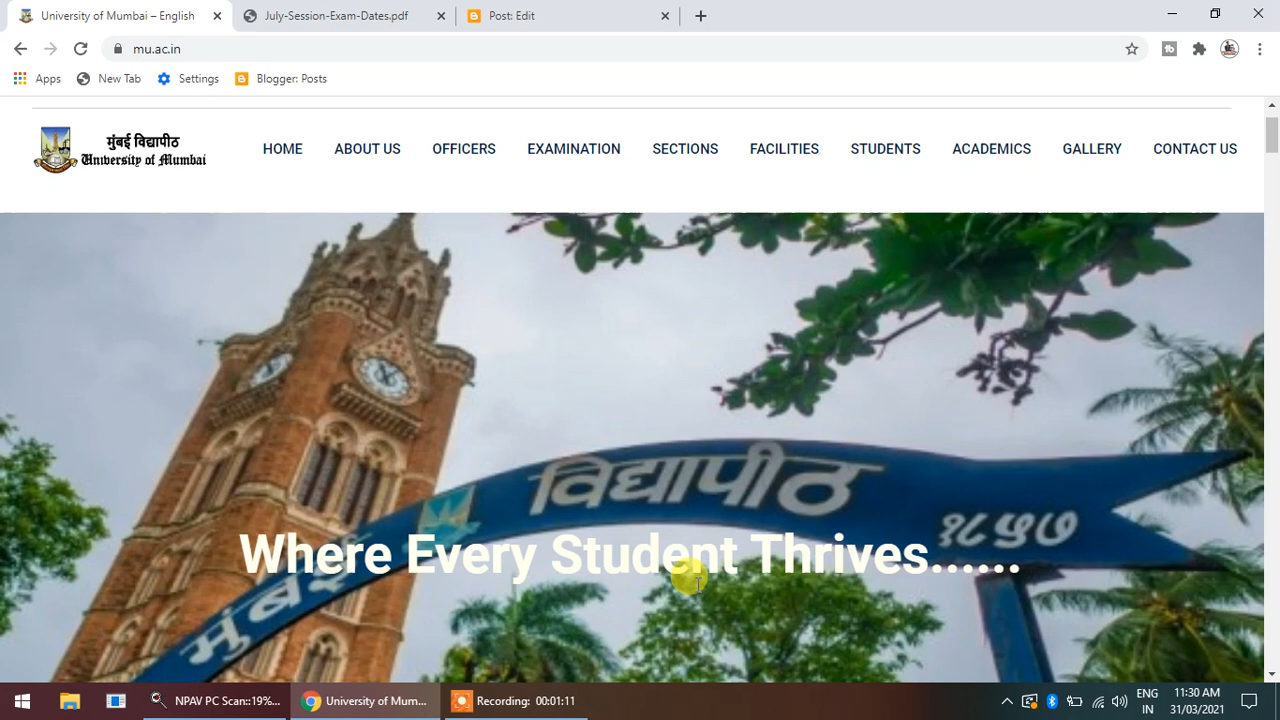 University of Mumbai – English
July-Session-Exam-Dates.pdf
Post: Edit
mu.ac.in
Apps
New Tab
Settings
Blogger: Posts
मुंबई विद्यापीठ
University of Mumbai
HOME
ABOUT US
OFFICERS
EXAMINATION
SECTIONS
FACILITIES
STUDENTS
ACADEMICS
GALLERY
CONTACT US
मुंबई विद्यापीठ १८५७
Where Every Student Thrives......
NPAV PC Scan::19%...
University of Mum...
Recording: 00:01:11
ENG
IN
11:30 AM
31/03/2021